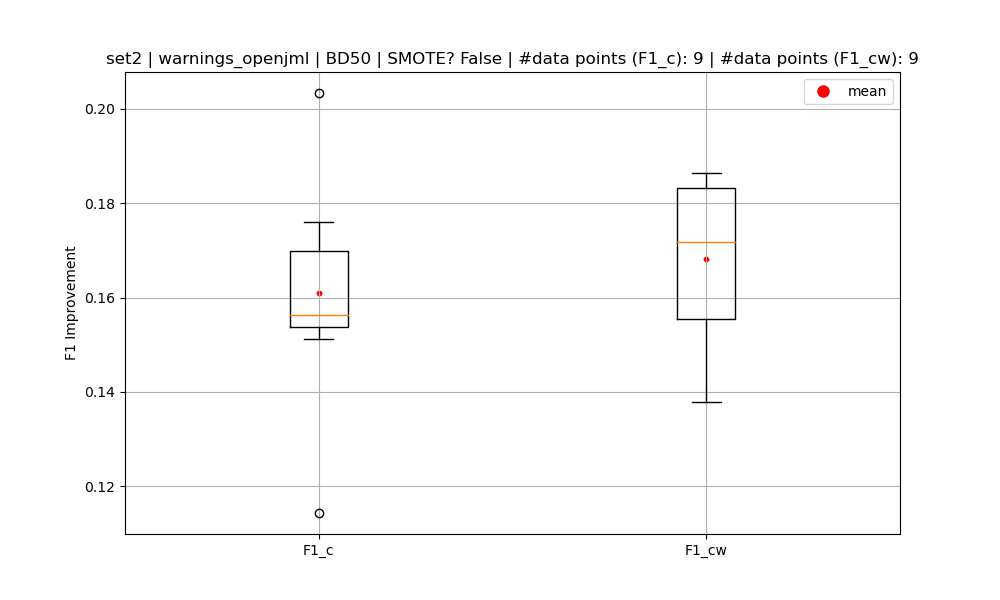 set2 | warnings_openjml | BD50 | SMOTE? False | #data points (F1_c): 9 | #data points (F1_cw): 9
mean
0.20
0.18
0.16
0.14
0.12
F1 Improvement
F1_c
F1_cw